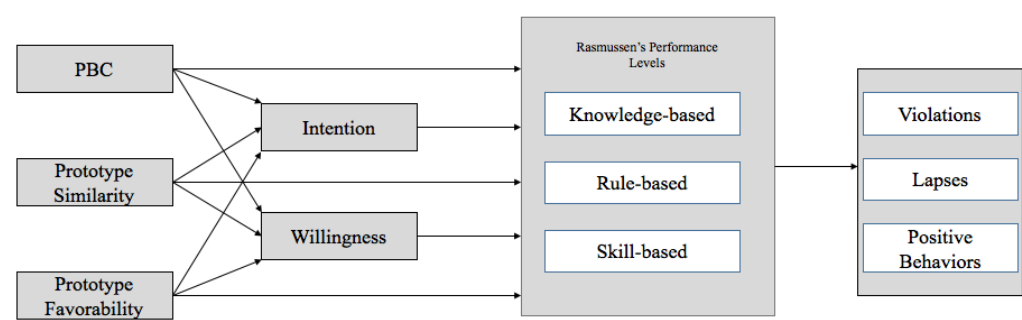 PBC
Prototype
Similarity
Prototype
Favorability
Intention
Willingness
Rasmussen's Performance
Levels
Knowledge-based
Rule-based
Skill-based
Violations
Lapses
Positive
Behaviors